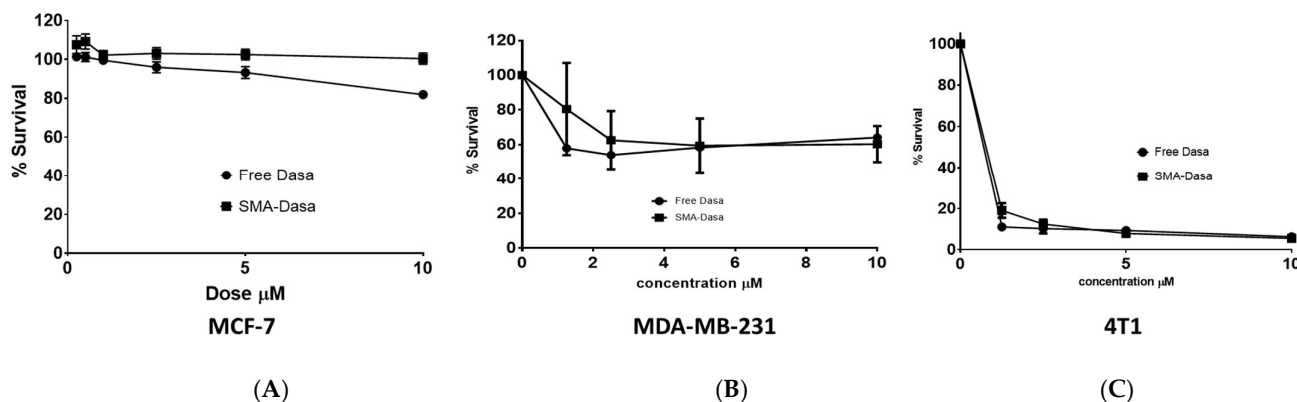 120
100
80
60
40
20
0
% Survival
Free Dasa
SMA-Dasa
0
5
10
Dose μM
MCF-7
(A)
120
100
80
60
40
20
0
% Survival
Free Dasa
SMA-Dasa
0
2
4
6
8
10
concentration μM
MDA-MB-231
(B)
100
80
60
40
20
0
% Survival
Free Dasa
SMA-Dasa
0
5
10
concentration μM
4T1
(C)